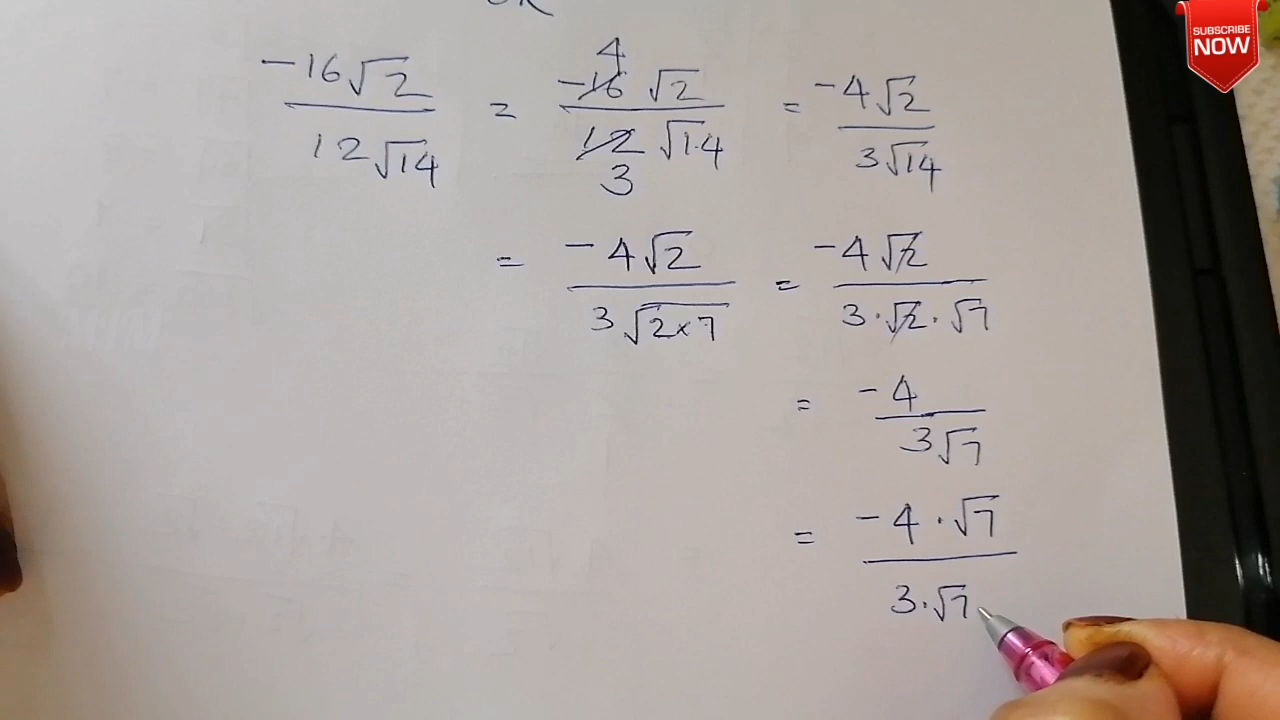 SUBSCRIBE
NOW
-16√2 / 12√14 = 4 -16 √2 / 12 √14 3 = -4√2 / 3√14
= -4√2 / 3√2×7 = -4√2 / 3·√2·√7
= -4 / 3√7
= -4·√7 / 3·√7